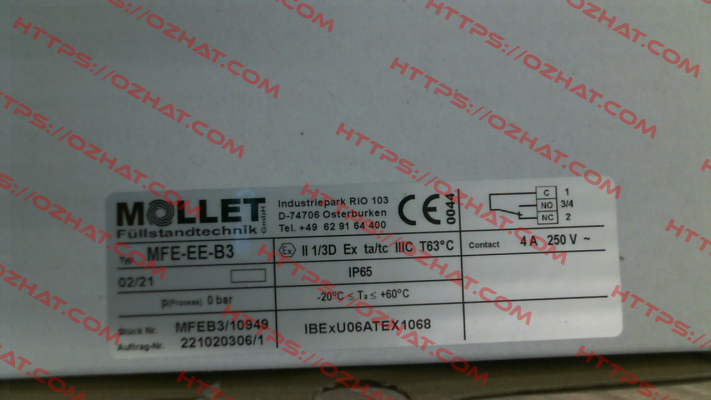 MOLLET
Füllstandtechnik GmbH
Industriepark RIO 103
D-74706 Osterburken
Tel. +49 62 91 64 400
CE 0044
C 1
NO 3/4
NC 2
Typ MFE-EE-B3
Ex II 1/3D Ex ta/tc IIIC T63°C
Contact 4 A 250 V ~
02/21
IP65
p(Process) 0 bar
-20°C ≤ Ta ≤ +60°C
Stück Nr. MFEB3/10949
Auftrag-Nr. 221020306/1
IBExU06ATEX1068
HTTPS://OZHAT.COM